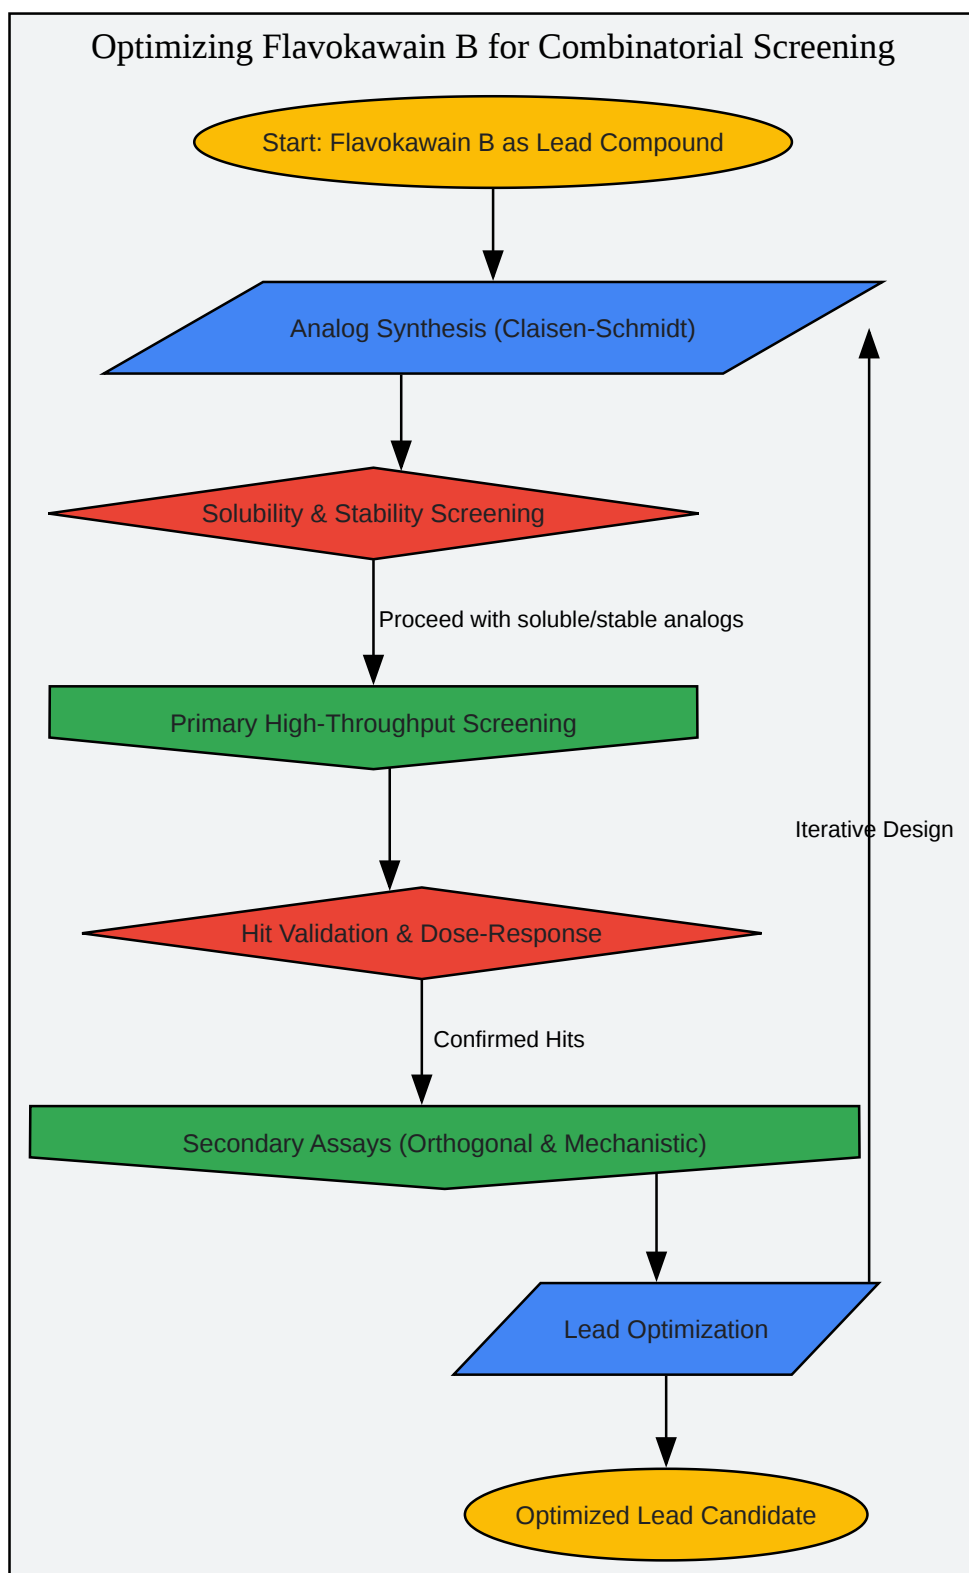 Optimizing Flavokawain B for Combinatorial Screening
Start: Flavokawain B as Lead Compound
Analog Synthesis (Claisen-Schmidt)
Solubility & Stability Screening
Proceed with soluble/stable analogs
Primary High-Throughput Screening
Iterative Design
Hit Validation & Dose-Response
Confirmed Hits
Secondary Assays (Orthogonal & Mechanistic)
Lead Optimization
Optimized Lead Candidate